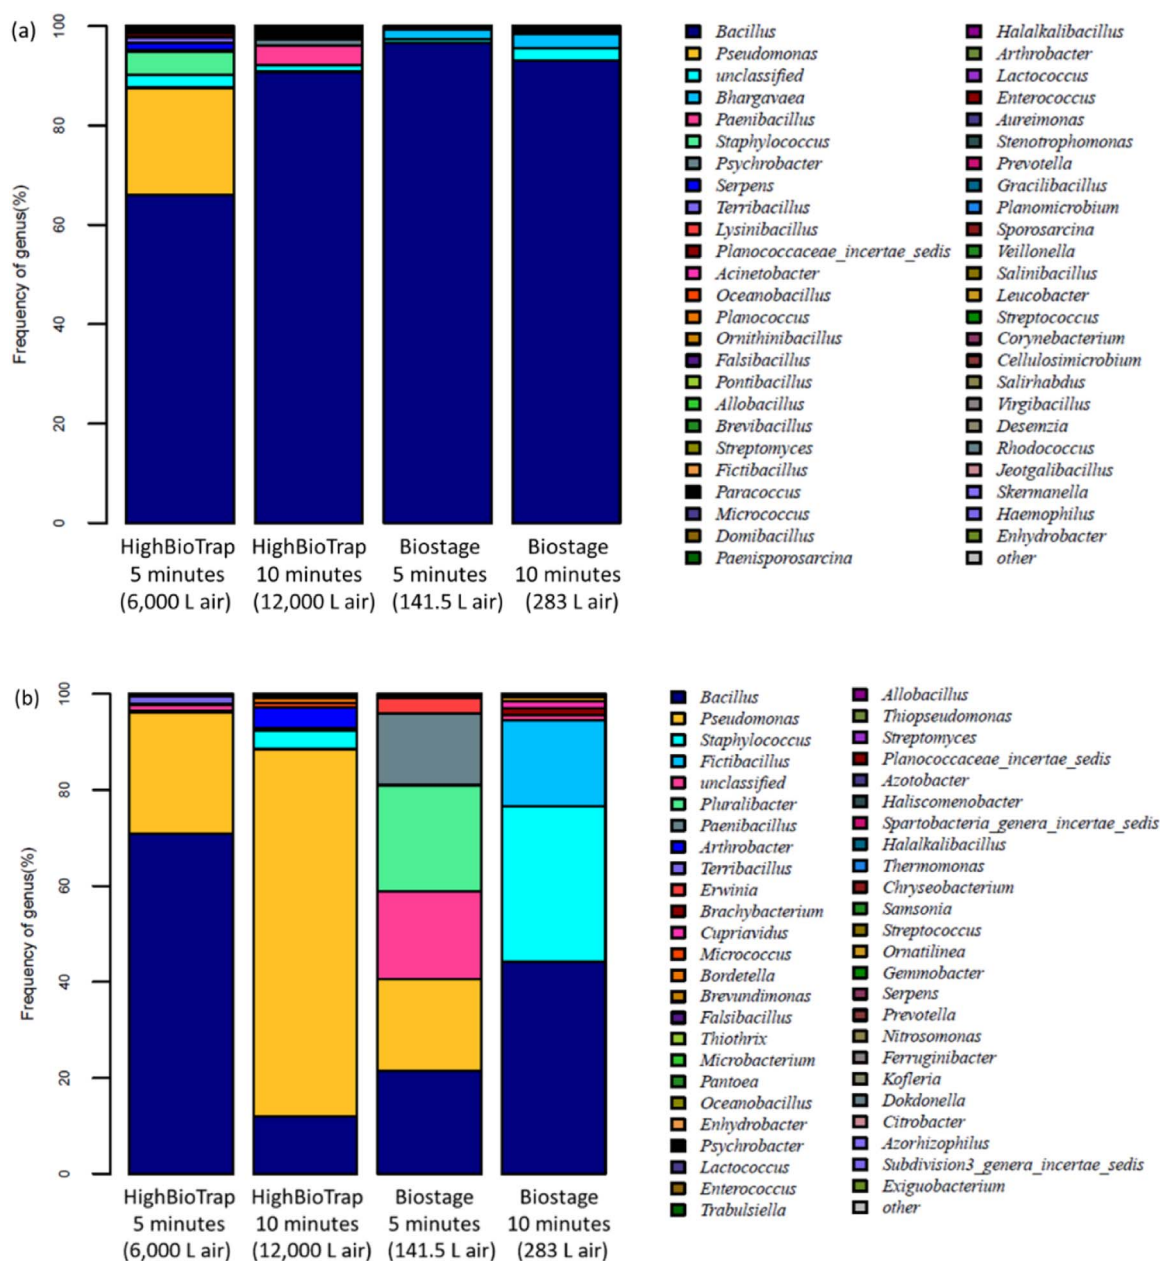 (a)
Frequency of genus(%)
100
80
60
40
20
0
HighBioTrap
5 minutes
(6,000 L air)
HighBioTrap
10 minutes
(12,000 L air)
Biostage
5 minutes
(141.5 L air)
Biostage
10 minutes
(283 L air)
Bacillus
Pseudomonas
unclassified
Bhargavaea
Paenibacillus
Staphylococcus
Psychrobacter
Serpens
Terribacillus
Lysinibacillus
Planococcaceae_incertae_sedis
Acinetobacter
Oceanobacillus
Planococcus
Ornithinibacillus
Falsibacillus
Pontibacillus
Allobacillus
Brevibacillus
Streptomyces
Fictibacillus
Paracoccus
Micrococcus
Domibacillus
Paenisporosarcina
Halalkalibacillus
Arthrobacter
Lactococcus
Enterococcus
Aureimonas
Stenotrophomonas
Prevotella
Gracilibacillus
Planomicrobium
Sporosarcina
Veillonella
Salinibacillus
Leucobacter
Streptococcus
Corynebacterium
Cellulosimicrobium
Salirhabdus
Virgibacillus
Desemzia
Rhodococcus
Jeotgalibacillus
Skermanella
Haemophilus
Enhydrobacter
other
(b)
Frequency of genus(%)
100
80
60
40
20
0
HighBioTrap
5 minutes
(6,000 L air)
HighBioTrap
10 minutes
(12,000 L air)
Biostage
5 minutes
(141.5 L air)
Biostage
10 minutes
(283 L air)
Bacillus
Pseudomonas
Staphylococcus
Fictibacillus
unclassified
Pluralibacter
Paenibacillus
Arthrobacter
Terribacillus
Erwinia
Brachybacterium
Cupriavidus
Micrococcus
Bordetella
Brevundimonas
Falsibacillus
Thiothrix
Microbacterium
Pantoea
Oceanobacillus
Enhydrobacter
Psychrobacter
Lactococcus
Enterococcus
Trabulsiella
Allobacillus
Thiopseudomonas
Streptomyces
Planococcaceae_incertae_sedis
Azotobacter
Haliscomenobacter
Spartobacteria_genera_incertae_sedis
Halalkalibacillus
Thermomonas
Chryseobacterium
Samsonia
Streptococcus
Ornatilinea
Gemmobacter
Serpens
Prevotella
Nitrosomonas
Ferruginibacter
Kofleria
Dokdonella
Citrobacter
Azorhizophilus
Subdivision3_genera_incertae_sedis
Exiguobacterium
other